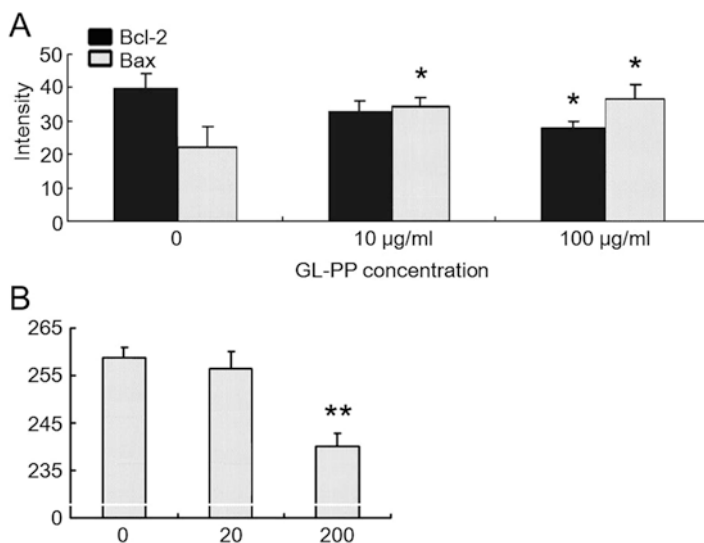 A
Bcl-2
Bax
50
40
30
20
10
0
Intensity
*
*
*
0
10 µg/ml
100 µg/ml
GL-PP concentration
B
265
255
245
235
0
**
0
20
200